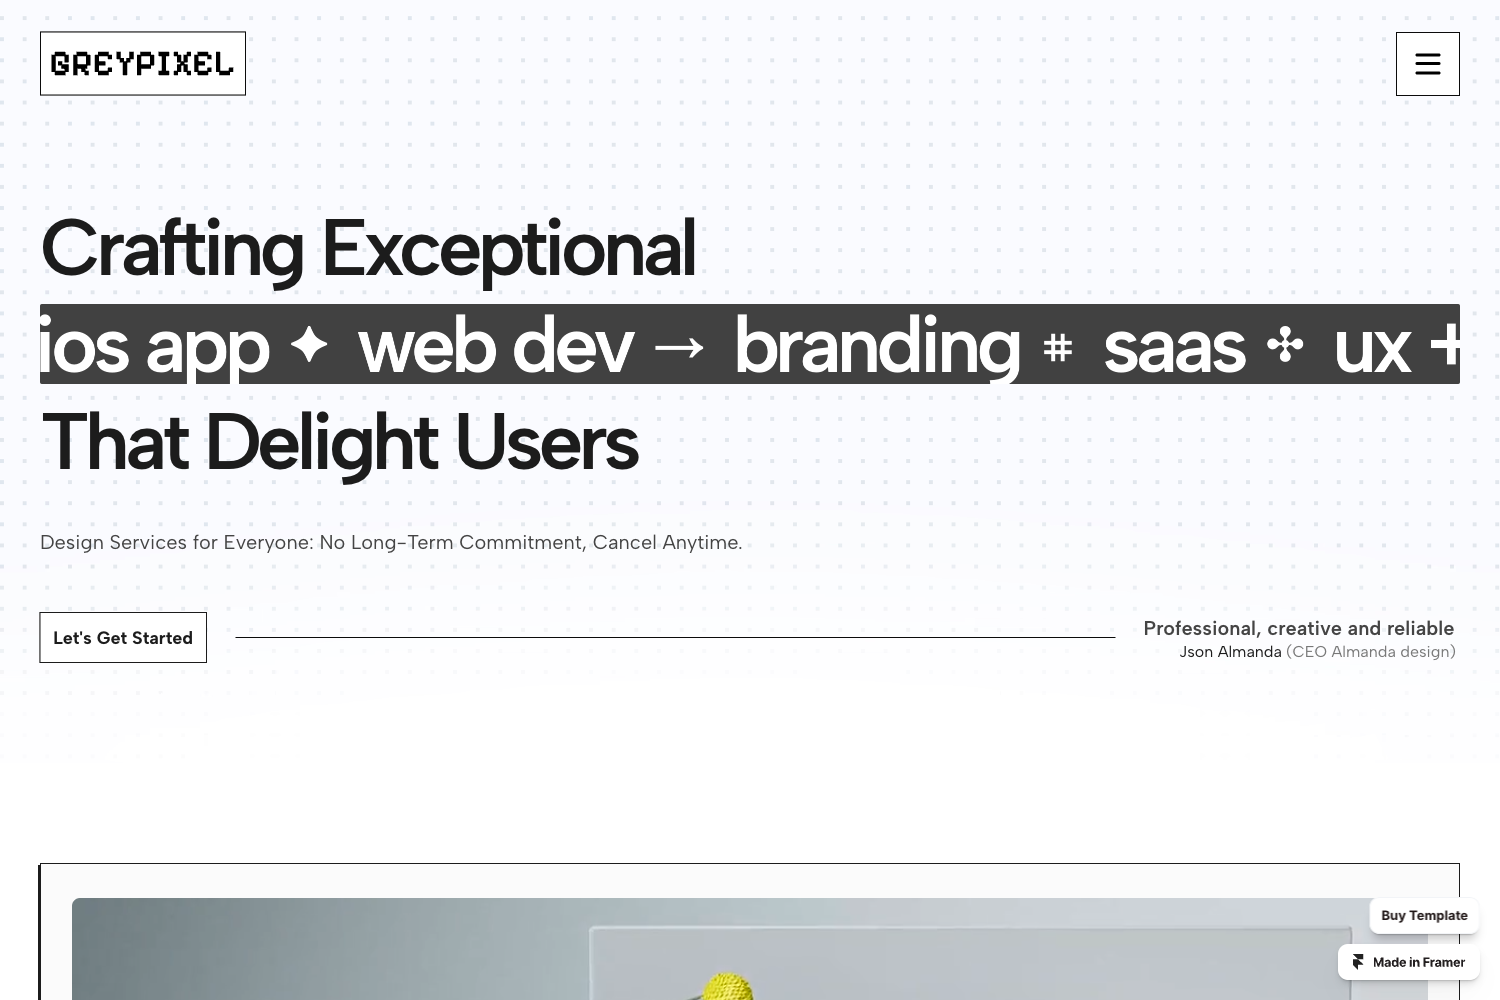 GREYPIXEL
Crafting Exceptional
ios app ✦ web dev → branding ⌗ saas ✣ ux +
That Delight Users
Design Services for Everyone: No Long-Term Commitment, Cancel Anytime.
Let's Get Started
Professional, creative and reliable
Json Almanda (CEO Almanda design)
Buy Template
Made in Framer